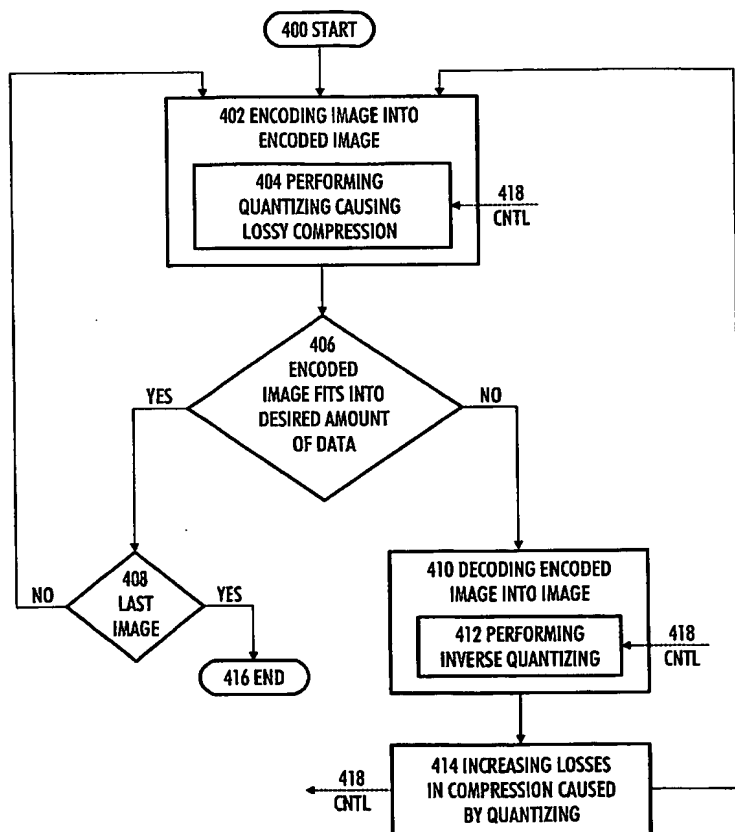 400 START
402 ENCODING IMAGE INTO
ENCODED IMAGE
404 PERFORMING
QUANTIZING CAUSING
LOSSY COMPRESSION
418
CNTL
406
ENCODED
IMAGE FITS INTO
DESIRED AMOUNT
OF DATA
YES
NO
408
LAST
IMAGE
NO
YES
416 END
410 DECODING ENCODED
IMAGE INTO IMAGE
412 PERFORMING
INVERSE QUANTIZING
418
CNTL
414 INCREASING LOSSES
IN COMPRESSION CAUSED
BY QUANTIZING
418
CNTL